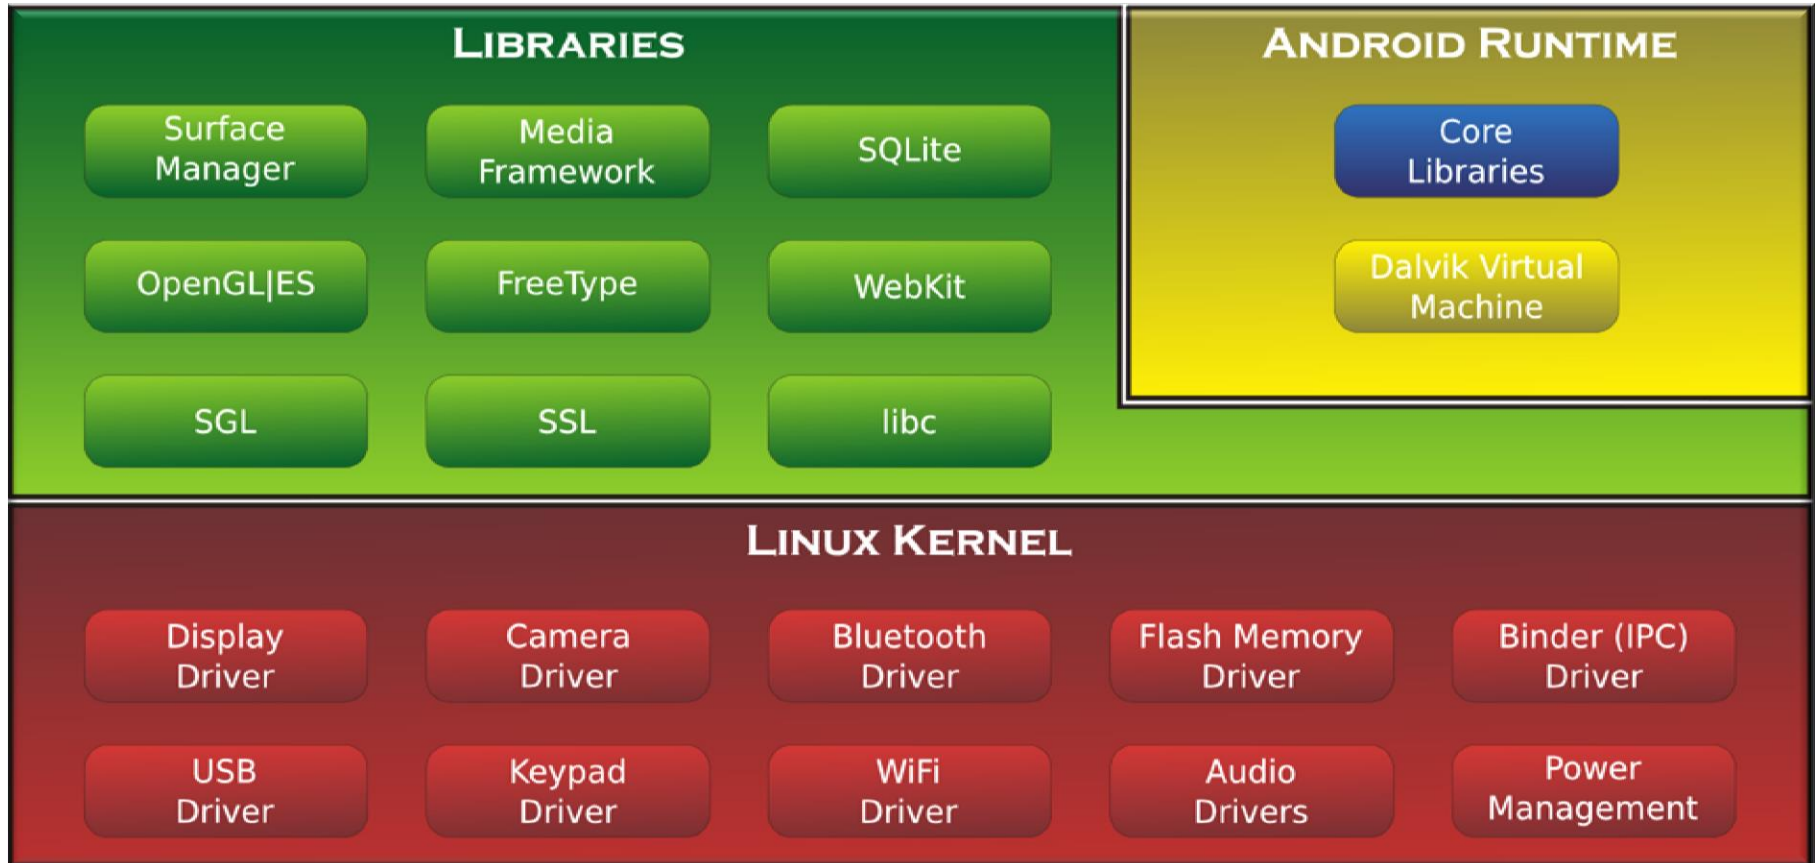 LIBRARIES
ANDROID RUNTIME
Surface
Manager
Media
Framework
SQLite
Core
Libraries
OpenGL|ES
FreeType
WebKit
Dalvik Virtual
Machine
SGL
SSL
libc
LINUX KERNEL
Display
Driver
Camera
Driver
Bluetooth
Driver
Flash Memory
Driver
Binder (IPC)
Driver
USB
Driver
Keypad
Driver
WiFi
Driver
Audio
Drivers
Power
Management